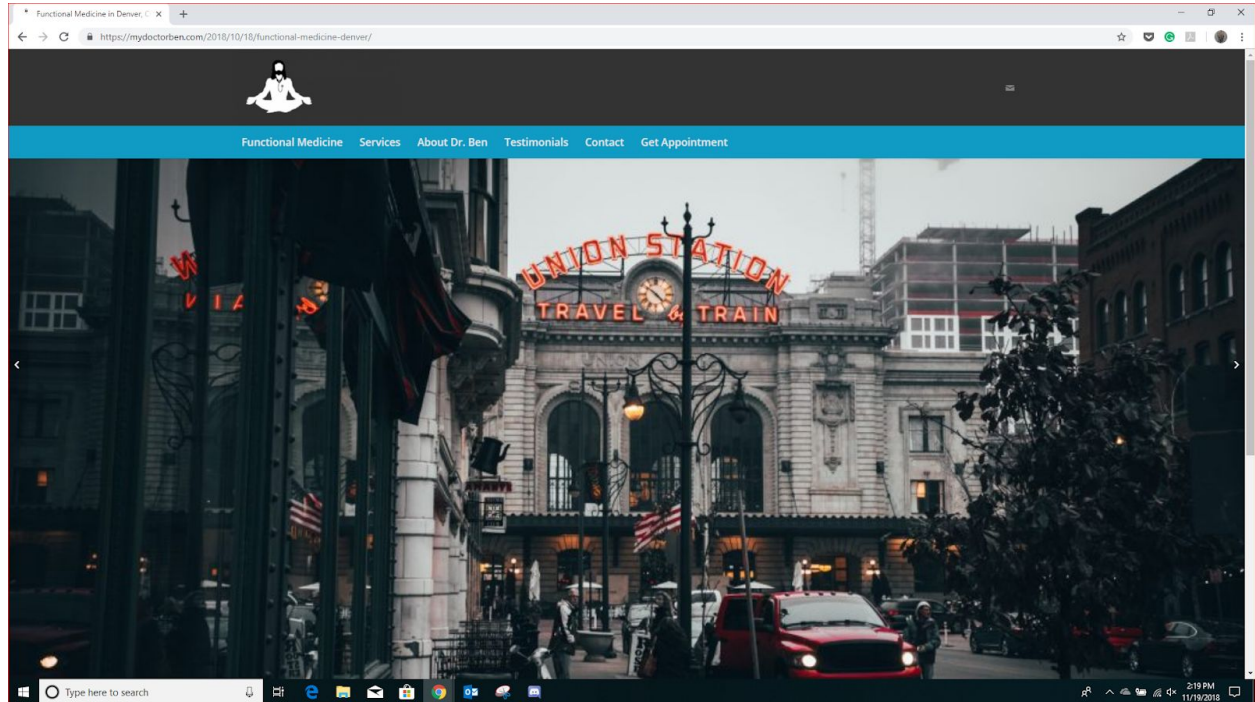 Functional Medicine in Denver, C
https://mydoctorben.com/2018/10/18/functional-medicine-denver/
Functional Medicine Services About Dr. Ben Testimonials Contact Get Appointment
UNION STATION
TRAVEL by TRAIN
UNION
Type here to search
2:19 PM
11/19/2018